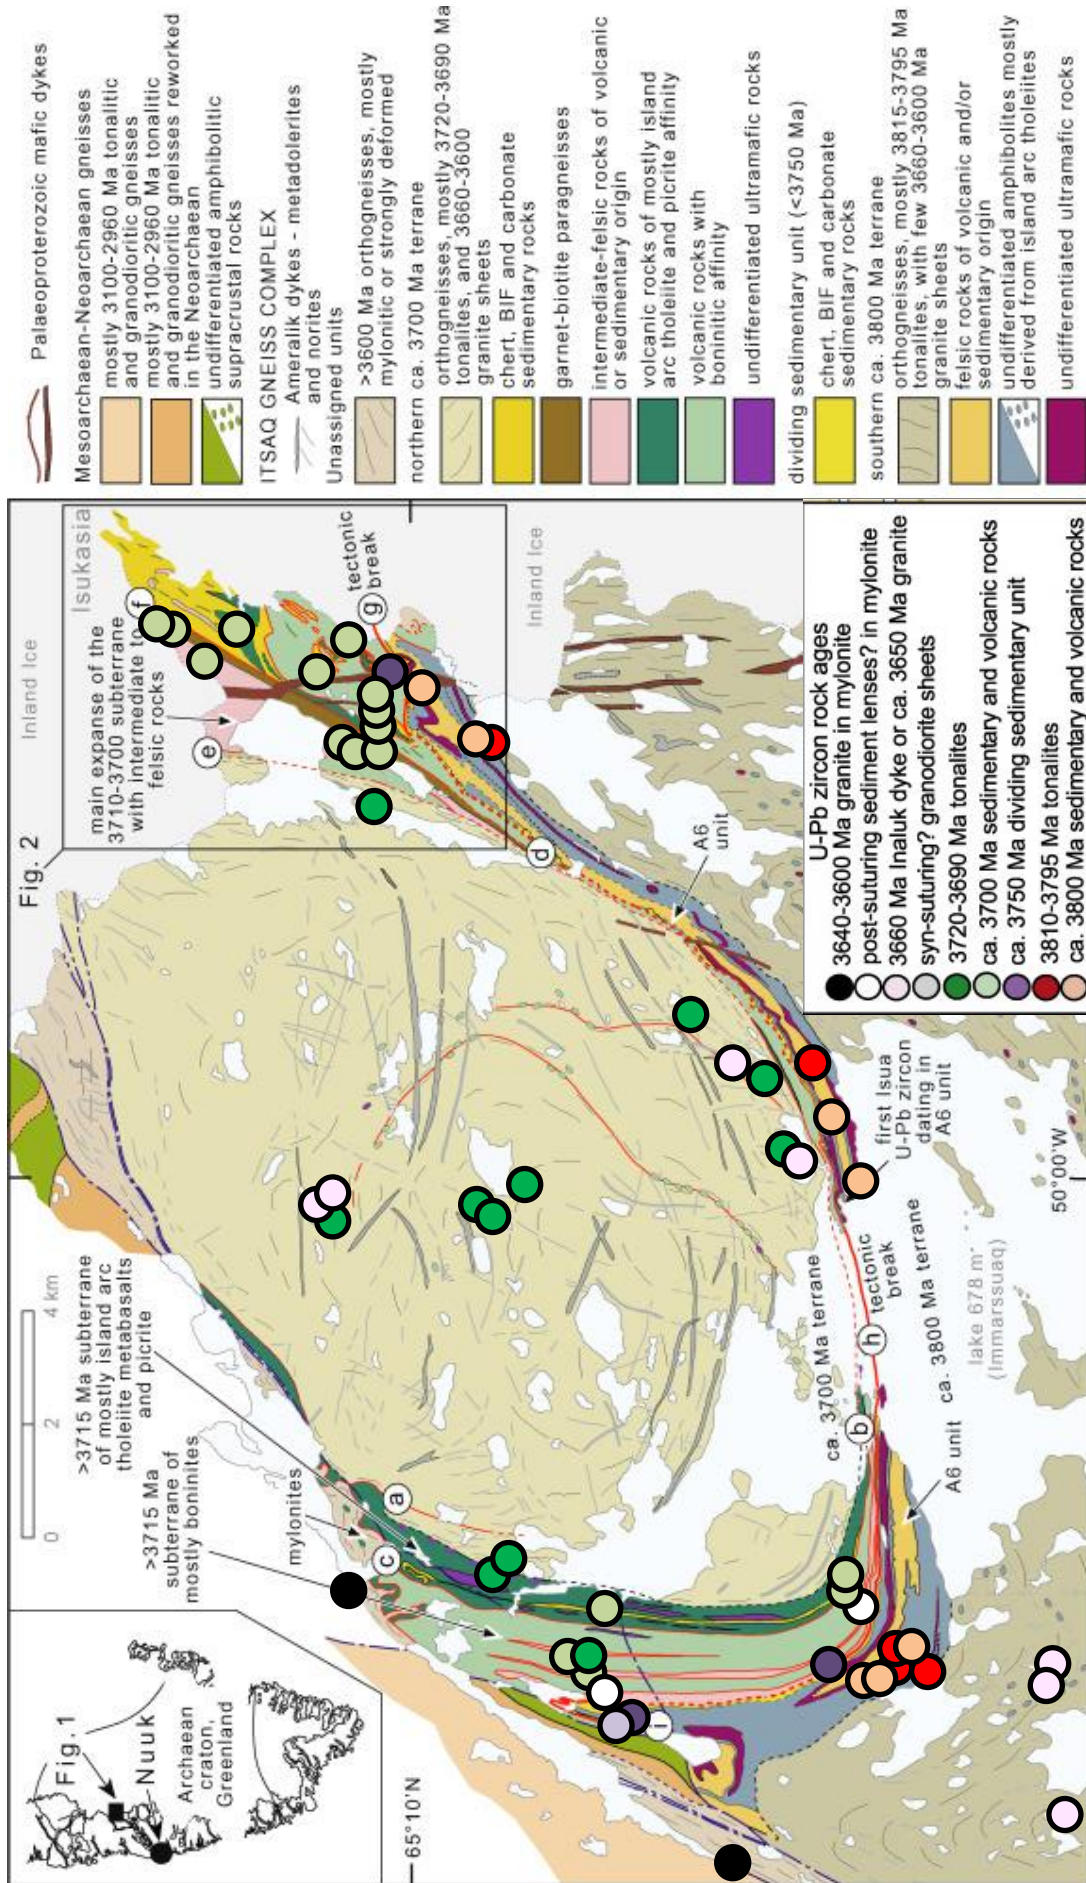 Palaeoproterozoic mafic dykes
Mesoarchaean-Neoarchaean gneisses
mostly 3100-2960 Ma tonalitic
and granodioritic gneisses
mostly 3100-2960 Ma tonalitic
and granodioritic gneisses reworked
in the Neoarchaean
undifferentiated amphibolitic
supracrustal rocks
ITSAQ GNEISS COMPLEX
Ameralik dykes - metadolerites
and norites
Unassigned units
>3600 Ma orthogneisses, mostly
mylonitic or strongly deformed
northern ca. 3700 Ma terrane
orthogneisses, mostly 3720-3690 Ma
tonalites, and 3660-3600
granite sheets
chert, BIF and carbonate
sedimentary rocks
garnet-biotite paragneisses
intermediate-felsic rocks of volcanic
or sedimentary origin
volcanic rocks of mostly island
arc tholeiite and picrite affinity
volcanic rocks with
boninitic affinity
undifferentiated ultramafic rocks
dividing sedimentary unit (<3750 Ma)
chert, BIF and carbonate
sedimentary rocks
southern ca. 3800 Ma terrane
orthogneisses, mostly 3815-3795 Ma
tonalites, with few 3660-3600 Ma
granite sheets
felsic rocks of volcanic and/or
sedimentary origin
undifferentiated amphibolites mostly
derived from island arc tholeiites
undifferentiated ultramafic rocks
Fig. 2
Inland Ice
Isukasia
main expanse of the
3710-3700 subterrane
with intermediate to
felsic rocks
e
f
g
tectonic
break
Inland Ice
d
A6
unit
U-Pb zircon rock ages
3640-3600 Ma granite in mylonite
post-suturing sediment lenses? in mylonite
3660 Ma Inaluk dyke or ca. 3650 Ma granite
syn-suturing? granodiorite sheets
3720-3690 Ma tonalites
ca. 3700 Ma sedimentary and volcanic rocks
ca. 3750 Ma dividing sedimentary unit
3810-3795 Ma tonalites
ca. 3800 Ma sedimentary and volcanic rocks
first Isua
U-Pb zircon
dating in
A6 unit
50°00'W
0
2
4 km
>3715 Ma subterrane
of mostly island arc
tholeiite metabasalts
and picrite
>3715 Ma
subterrane of
mostly boninites
mylonites
a
c
b
h
i
ca. 3700 Ma terrane
tectonic
break
ca. 3800 Ma terrane
lake 678 m
(Immarssuaq)
A6 unit
Fig.1
Nuuk
Archaean
craton,
Greenland
65°10'N